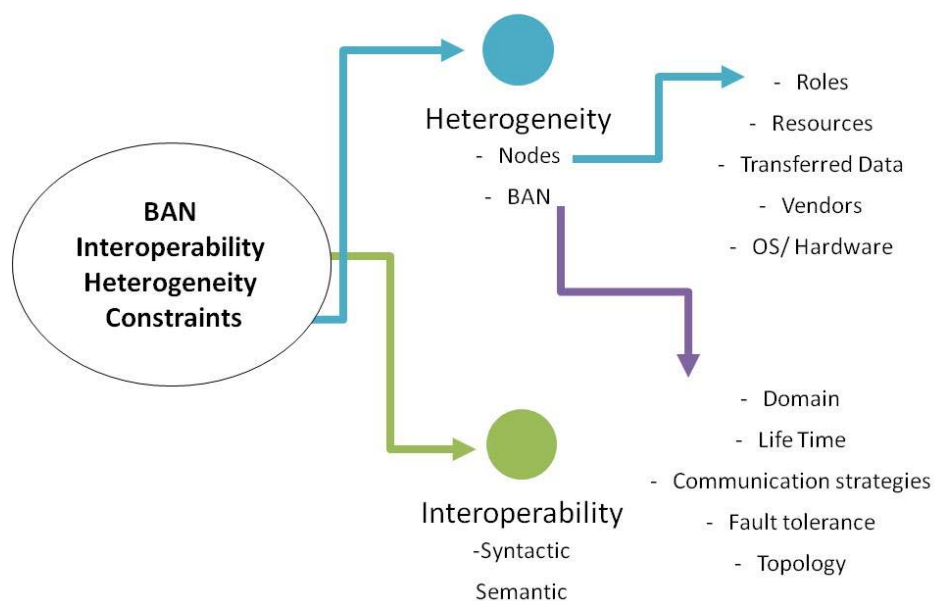 BAN
Interoperability
Heterogeneity
Constraints
Heterogeneity
- Nodes
- BAN
- Roles
- Resources
- Transferred Data
- Vendors
- OS/ Hardware
Interoperability
-Syntactic
Semantic
- Domain
- Life Time
- Communication strategies
- Fault tolerance
- Topology